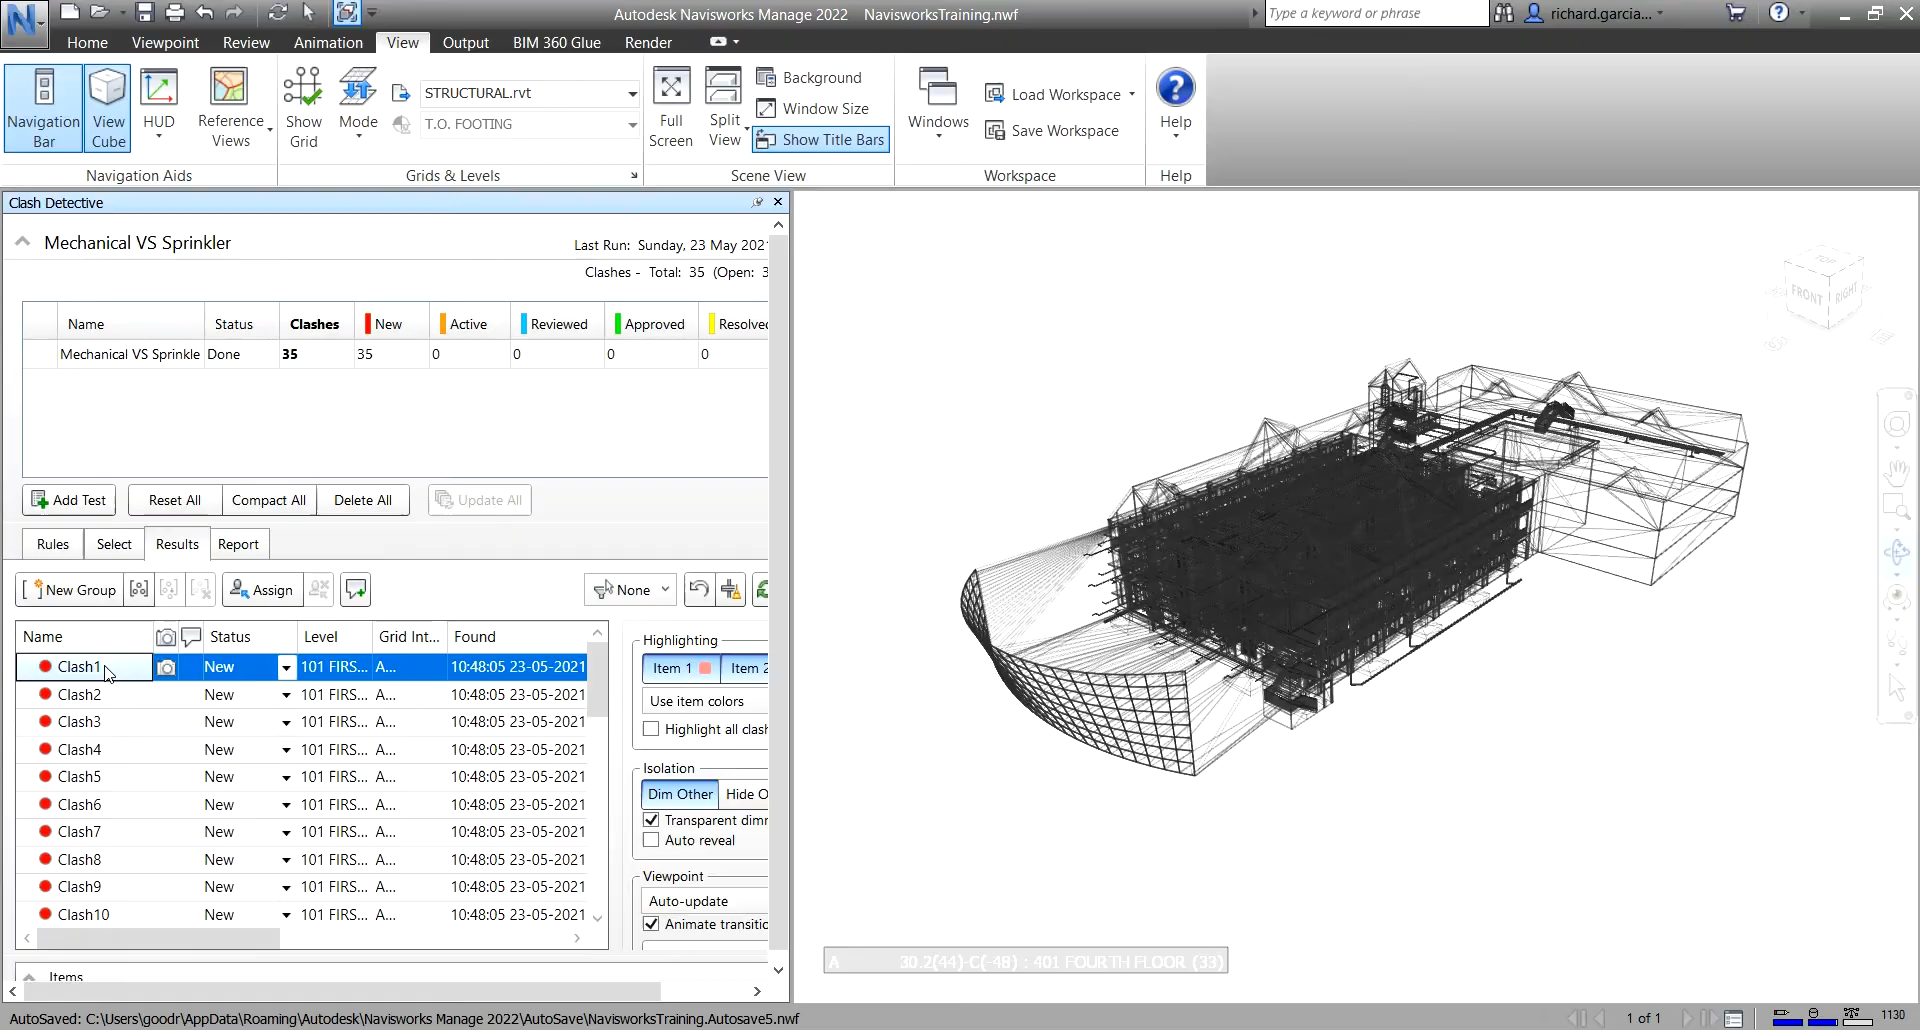 Autodesk Navisworks Manage 2022 NavisworksTraining.nwf
Type a keyword or phrase
richard.garcia...
Home Viewpoint Review Animation View Output BIM 360 Glue Render
Navigation Bar
View Cube
HUD
Reference Views
Navigation Aids
Show Grid
Mode
STRUCTURAL.rvt
T.O. FOOTING
Grids & Levels
Full Screen
Split View
Background
Window Size
Show Title Bars
Scene View
Windows
Load Workspace
Save Workspace
Workspace
Help
Help
Clash Detective
Mechanical VS Sprinkler
Last Run: Sunday, 23 May 202
Clashes - Total: 35 (Open: 3
Name Status Clashes New Active Reviewed Approved Resolved
Mechanical VS Sprinkle Done 35 35 0 0 0 0
Add Test Reset All Compact All Delete All Update All
Rules Select Results Report
New Group Assign None
Name Status Level Grid Int... Found
Clash1 New 101 FIRS... A... 10:48:05 23-05-2021
Clash2 New 101 FIRS... A... 10:48:05 23-05-2021
Clash3 New 101 FIRS... A... 10:48:05 23-05-2021
Clash4 New 101 FIRS... A... 10:48:05 23-05-2021
Clash5 New 101 FIRS... A... 10:48:05 23-05-2021
Clash6 New 101 FIRS... A... 10:48:05 23-05-2021
Clash7 New 101 FIRS... A... 10:48:05 23-05-2021
Clash8 New 101 FIRS... A... 10:48:05 23-05-2021
Clash9 New 101 FIRS... A... 10:48:05 23-05-2021
Clash10 New 101 FIRS... A... 10:48:05 23-05-2021
Highlighting
Item 1 Item 2
Use item colors
Highlight all clash
Isolation
Dim Other Hide O
Transparent dimm
Auto reveal
Viewpoint
Auto-update
Animate transitio
Items
TOP
FRONT
RIGHT
A 30.2(44)-C(-48) : 401 FOURTH FLOOR (33)
AutoSaved: C:\Users\goodr\AppData\Roaming\Autodesk\Navisworks Manage 2022\AutoSave\NavisworksTraining.Autosave5.nwf
1 of 1
1130